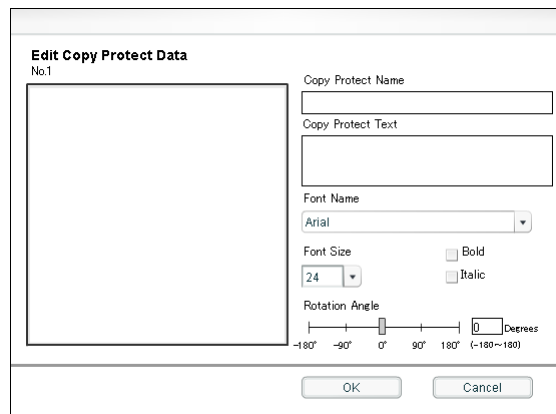 Edit Copy Protect Data
No.1
Copy Protect Name
Copy Protect Text
Font Name
Arial
Font Size
Bold
24
Italic
Rotation Angle
0 Degrees
-180° -90° 0° 90° 180° (-180~180)
OK Cancel